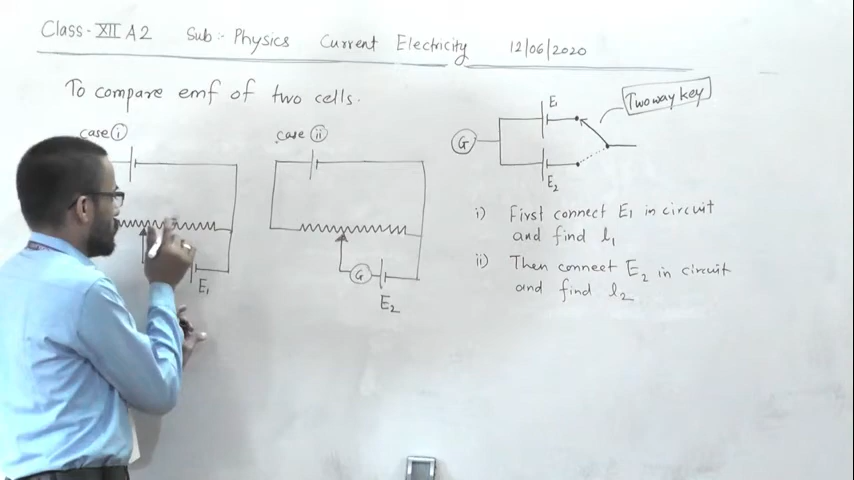 Class - XII A2 Sub:- Physics Current Electricity 12/06/2020
To compare emf of two cells.
case (i)
case (ii)
E1
G
E2
G
E1
E2
Two way key
i) First connect E1 in circuit
and find l1
ii) Then connect E2 in circuit
and find l2